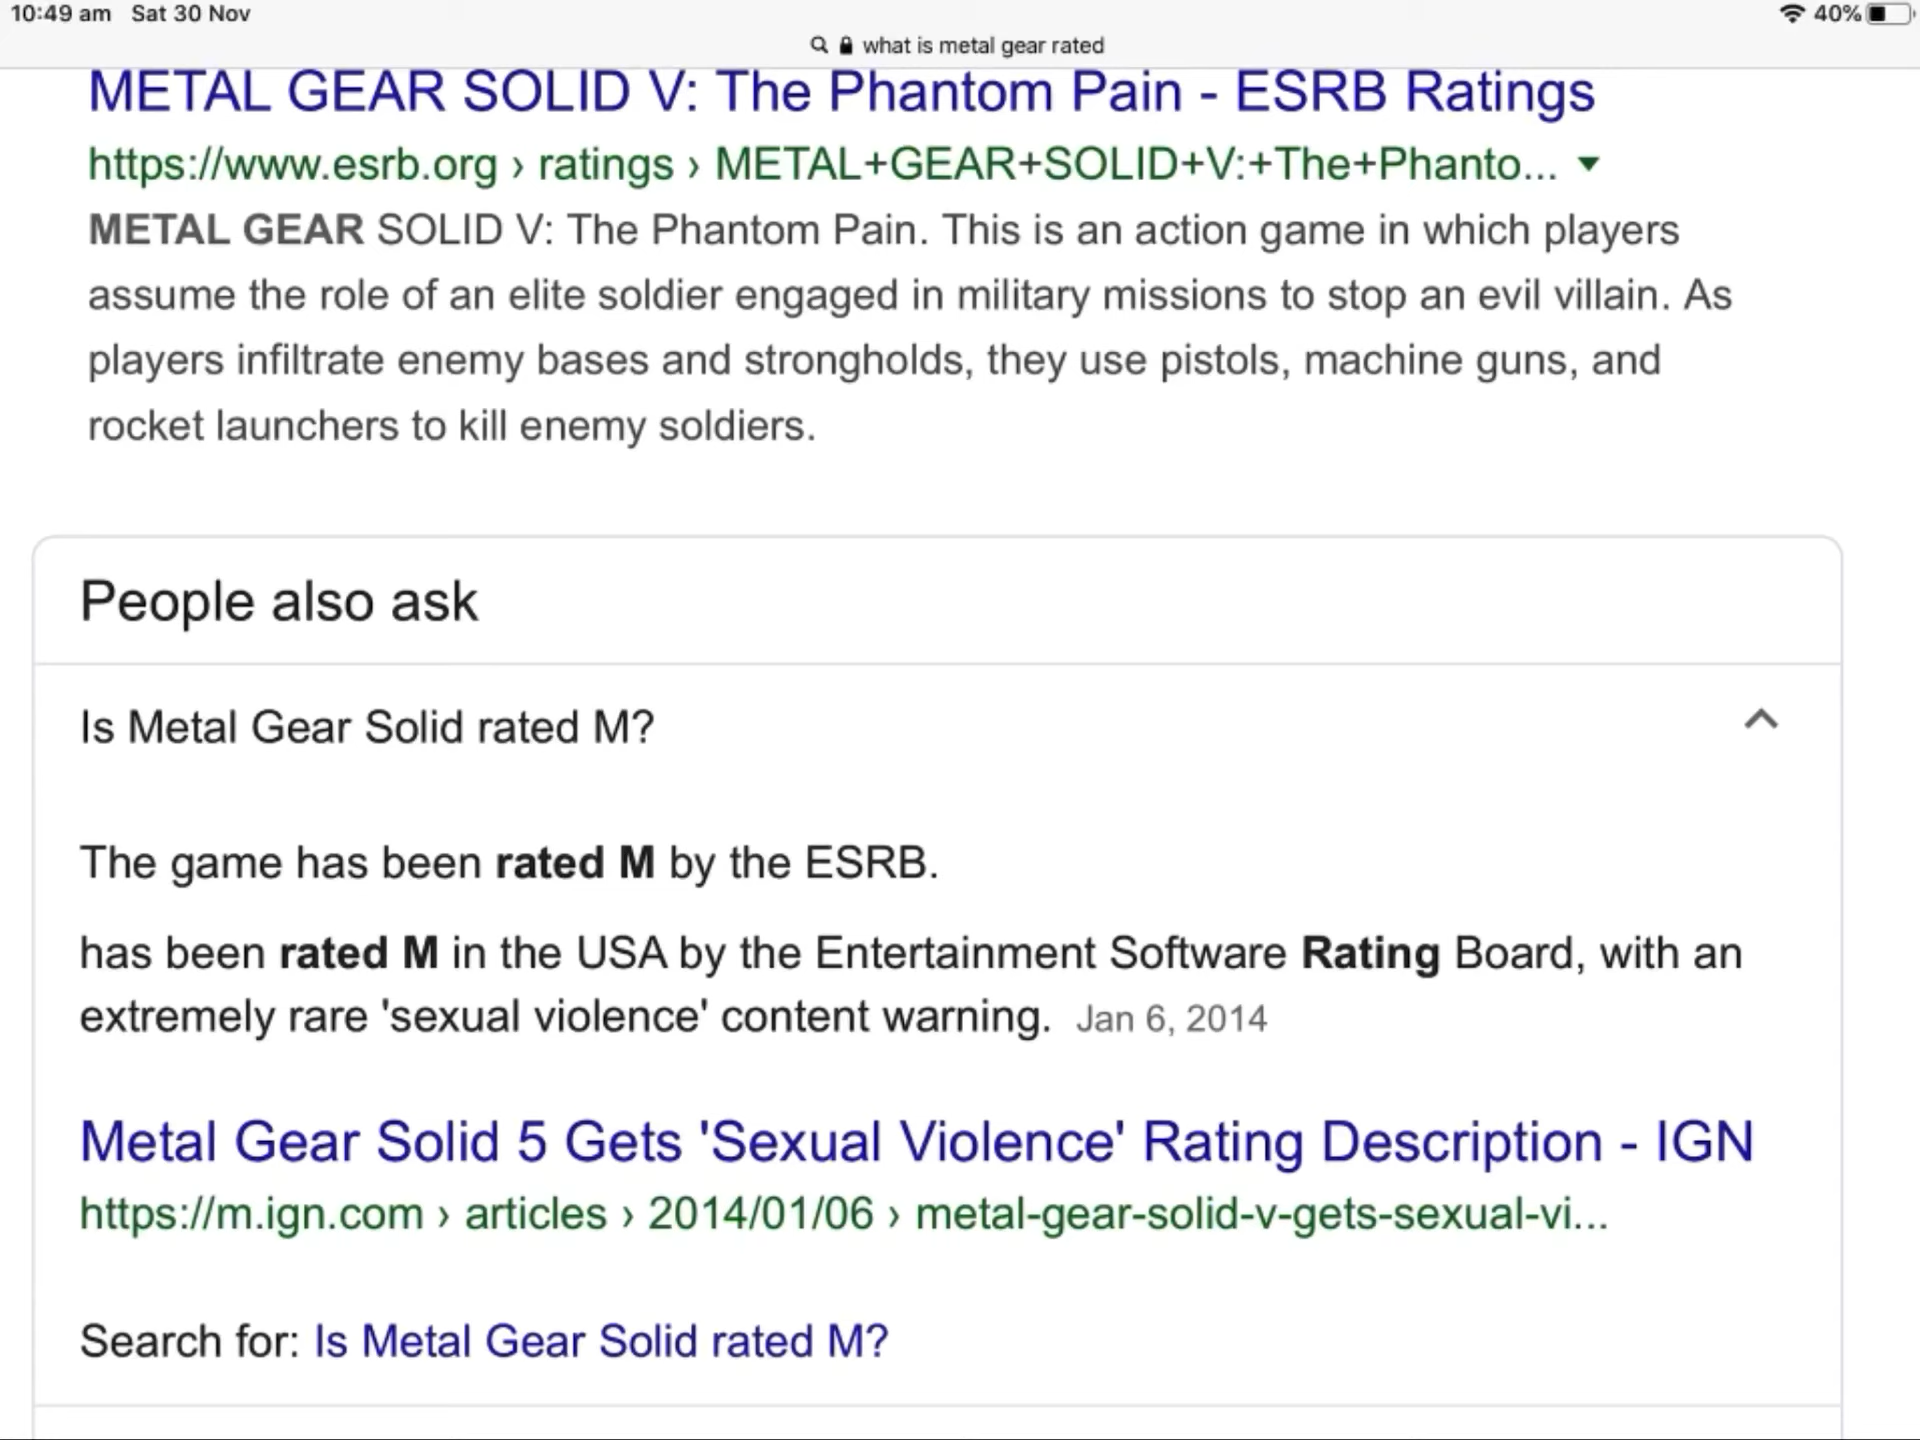 10:49 am Sat 30 Nov
40%
what is metal gear rated
METAL GEAR SOLID V: The Phantom Pain - ESRB Ratings
https://www.esrb.org › ratings › METAL+GEAR+SOLID+V:+The+Phanto...
METAL GEAR SOLID V: The Phantom Pain. This is an action game in which players
assume the role of an elite soldier engaged in military missions to stop an evil villain. As
players infiltrate enemy bases and strongholds, they use pistols, machine guns, and
rocket launchers to kill enemy soldiers.
People also ask
Is Metal Gear Solid rated M?
The game has been rated M by the ESRB.
has been rated M in the USA by the Entertainment Software Rating Board, with an
extremely rare 'sexual violence' content warning. Jan 6, 2014
Metal Gear Solid 5 Gets 'Sexual Violence' Rating Description - IGN
https://m.ign.com › articles › 2014/01/06 › metal-gear-solid-v-gets-sexual-vi...
Search for: Is Metal Gear Solid rated M?